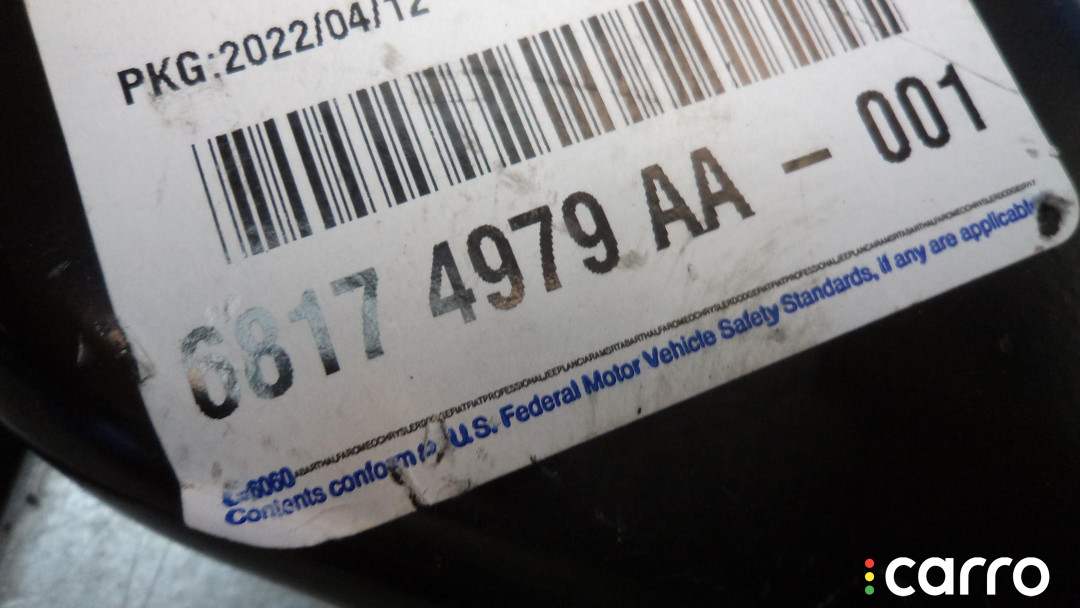 PKG:2022/04/12
6817 4979 AA - 001
ABARTHALFAROMEOCHRYSLERDODGEFIATFIATPROFESSIONALJEEPLANCIARAMSRTABARTHALFAROMEOCHRYSLERDODGEFIATFIATPROFESSIONALJEEPLANCIARAMSRTABARTHALFAROMEOCHRYSLERDODGEFIAT
Contents conform to U.S. Federal Motor Vehicle Safety Standards, if any are applicable
carro